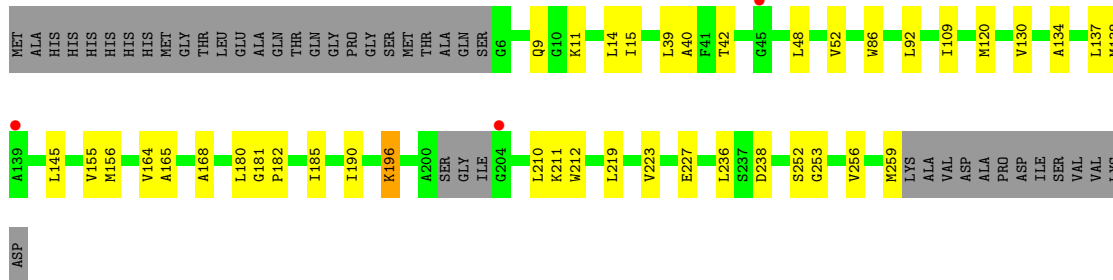 MET ALA HIS HIS HIS HIS HIS HIS MET GLY THR LEU GLU ALA GLN THR GLN GLY PRO GLY SER MET THR ALA GLN SER G6 Q9 G10 K11 L14 I15 L39 A40 F41 T42 G45 L48 V52 W86 L92 I109 M120 V130 A134 L137
A139 L145 V155 M156 V164 A165 A168 L180 G181 P182 I185 I190 K196 A200 SER GLY ILE G204 L210 K211 W212 L219 V223 E227 L236 S237 D238 S252 G253 V256 M259 LYS ALA VAL ASP ALA PRO ASP ILE SER VAL VAL
ASP